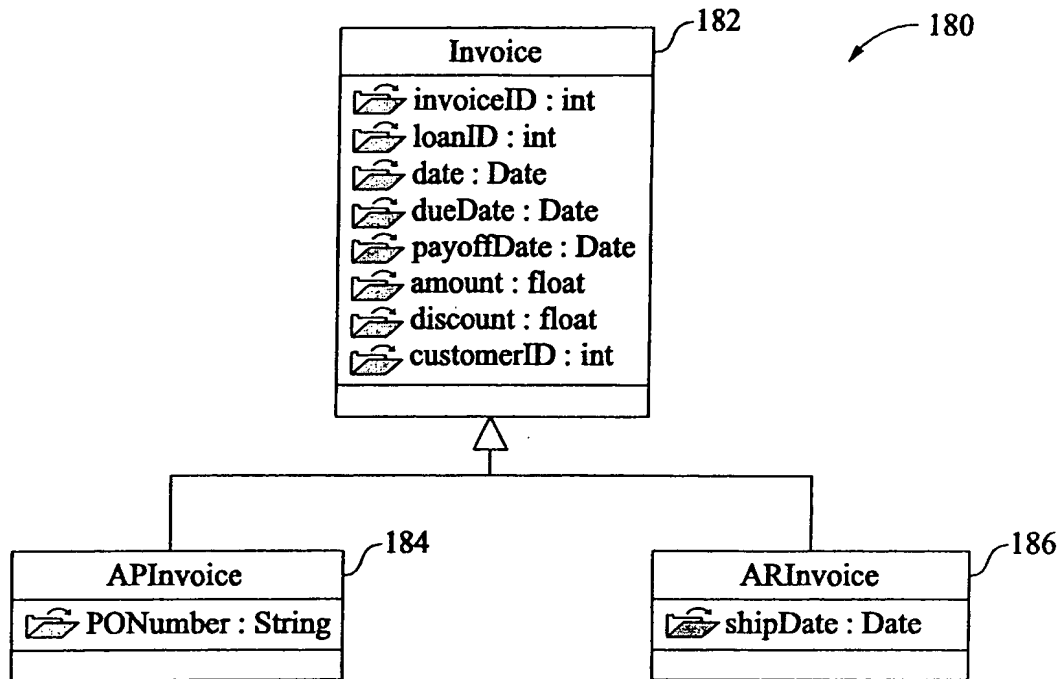 182
180
Invoice
invoiceID : int
loanID : int
date : Date
dueDate : Date
payoffDate : Date
amount : float
discount : float
customerID : int
184
186
APInvoice
ARInvoice
PONumber : String
shipDate : Date